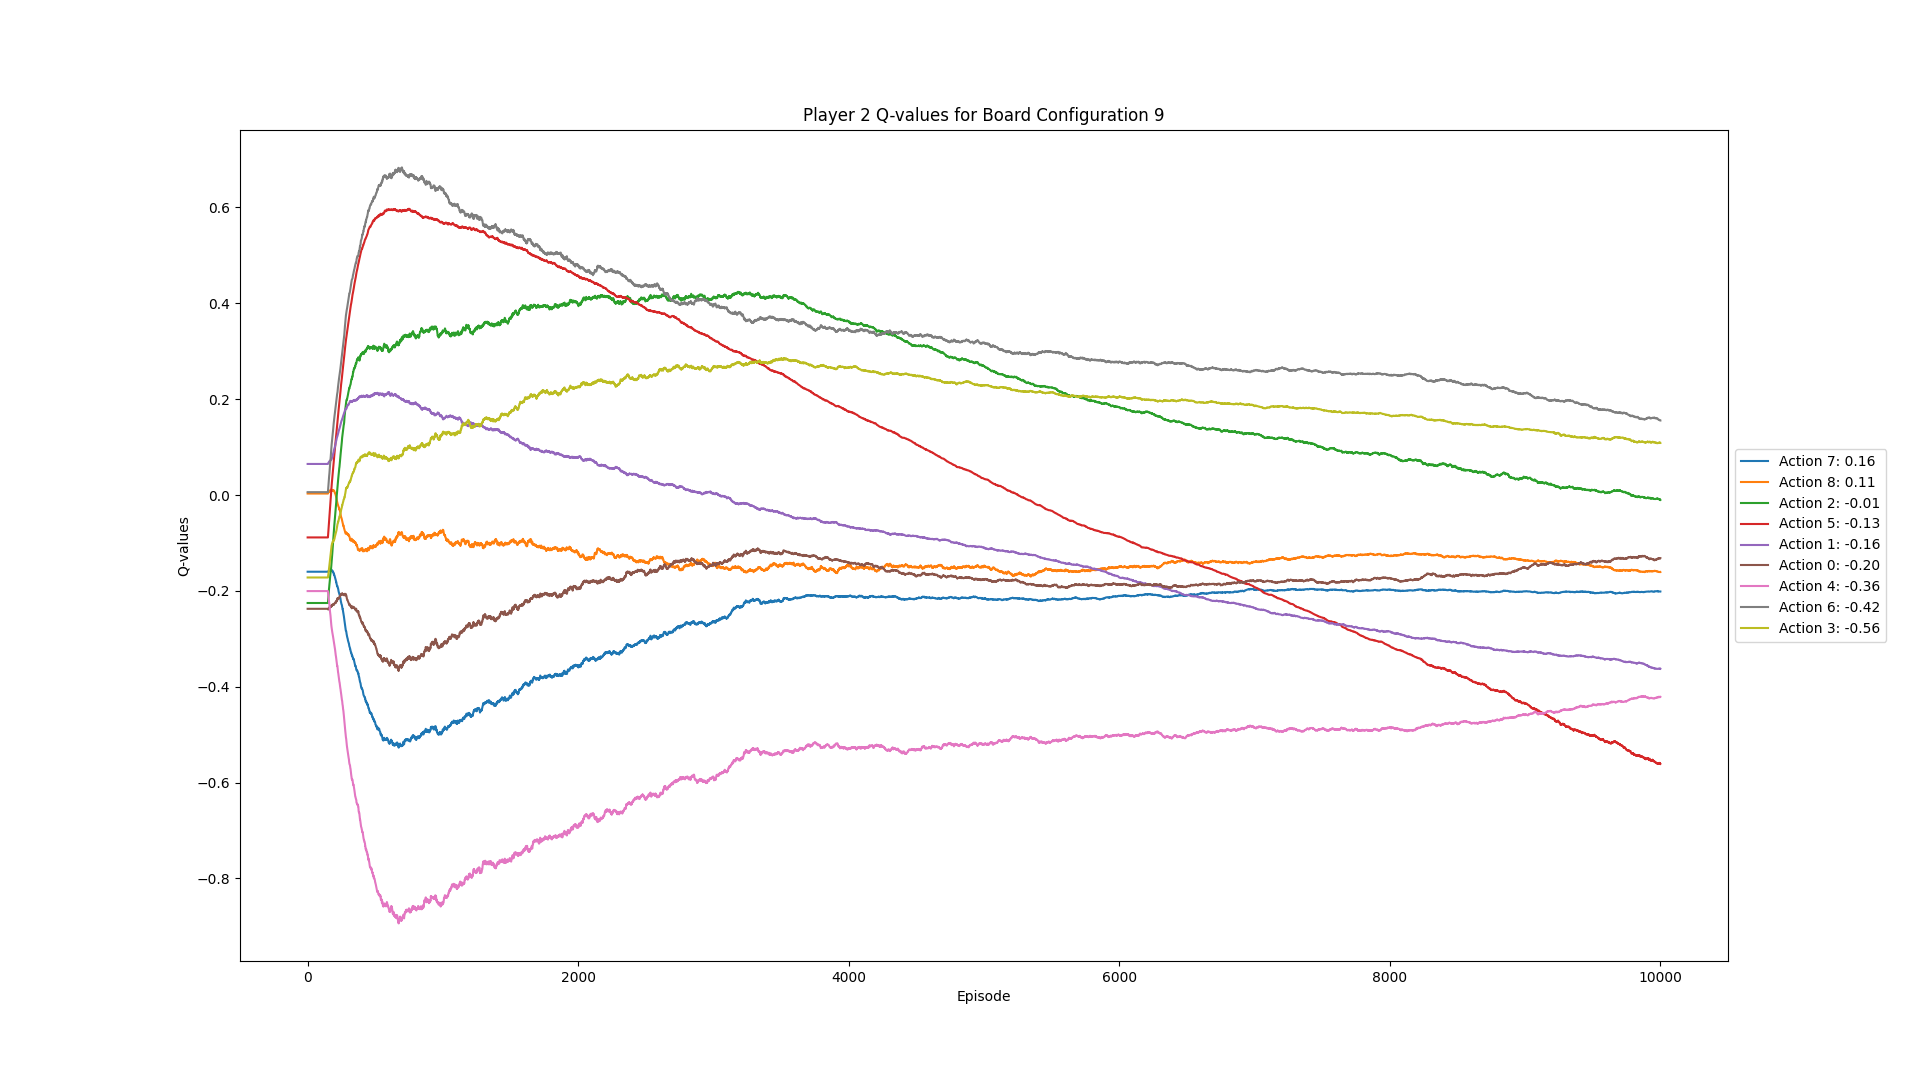 Player 2 Q-values for Board Configuration 9
Q-values
0.6
0.4
0.2
0.0
−0.2
−0.4
−0.6
−0.8
0
2000
4000
6000
8000
10000
Episode
Action 7: 0.16
Action 8: 0.11
Action 2: -0.01
Action 5: -0.13
Action 1: -0.16
Action 0: -0.20
Action 4: -0.36
Action 6: -0.42
Action 3: -0.56